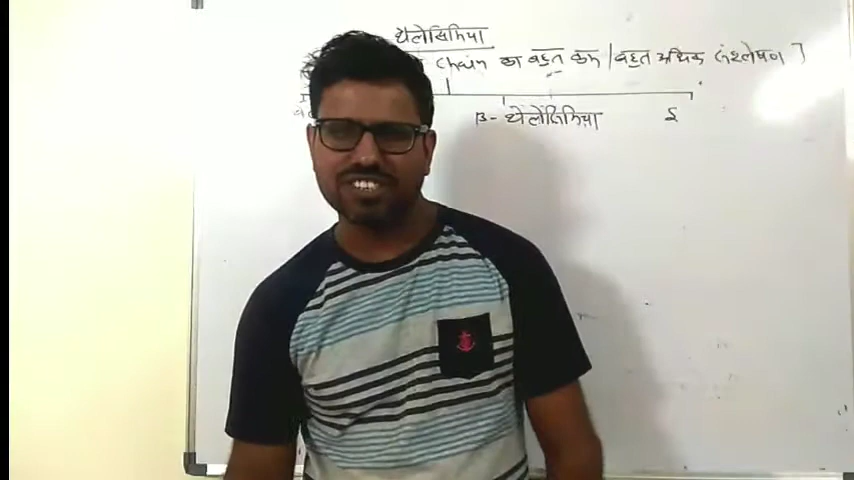 थैलेसिमिया
Chain का बहुत कम / बहुत अधिक संश्लेषण ]
β - थैलेसिमिया